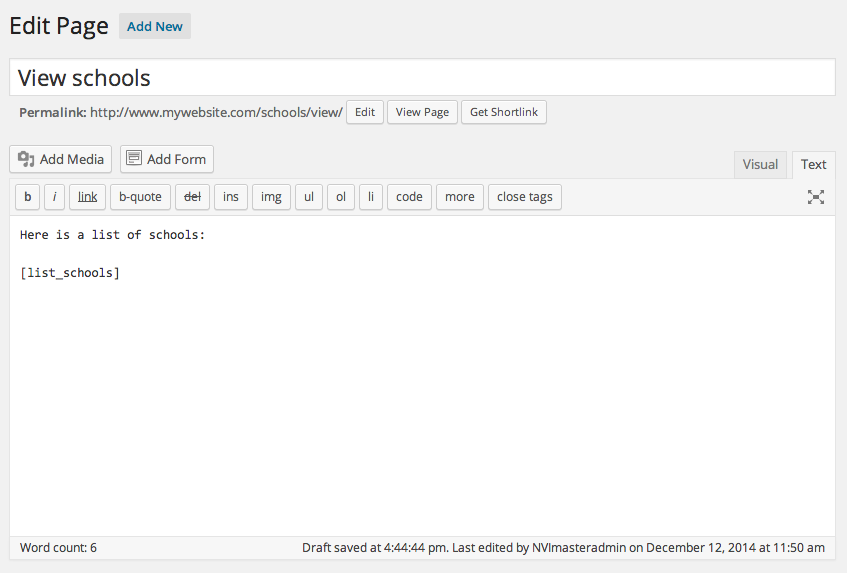 Edit Page Add New
View schools
Permalink: http://www.mywebsite.com/schools/view/ Edit View Page Get Shortlink
Add Media Add Form Visual Text
b i link b-quote del ins img ul ol li code more close tags
Here is a list of schools:
[list_schools]
Word count: 6 Draft saved at 4:44:44 pm. Last edited by NVImasteradmin on December 12, 2014 at 11:50 am